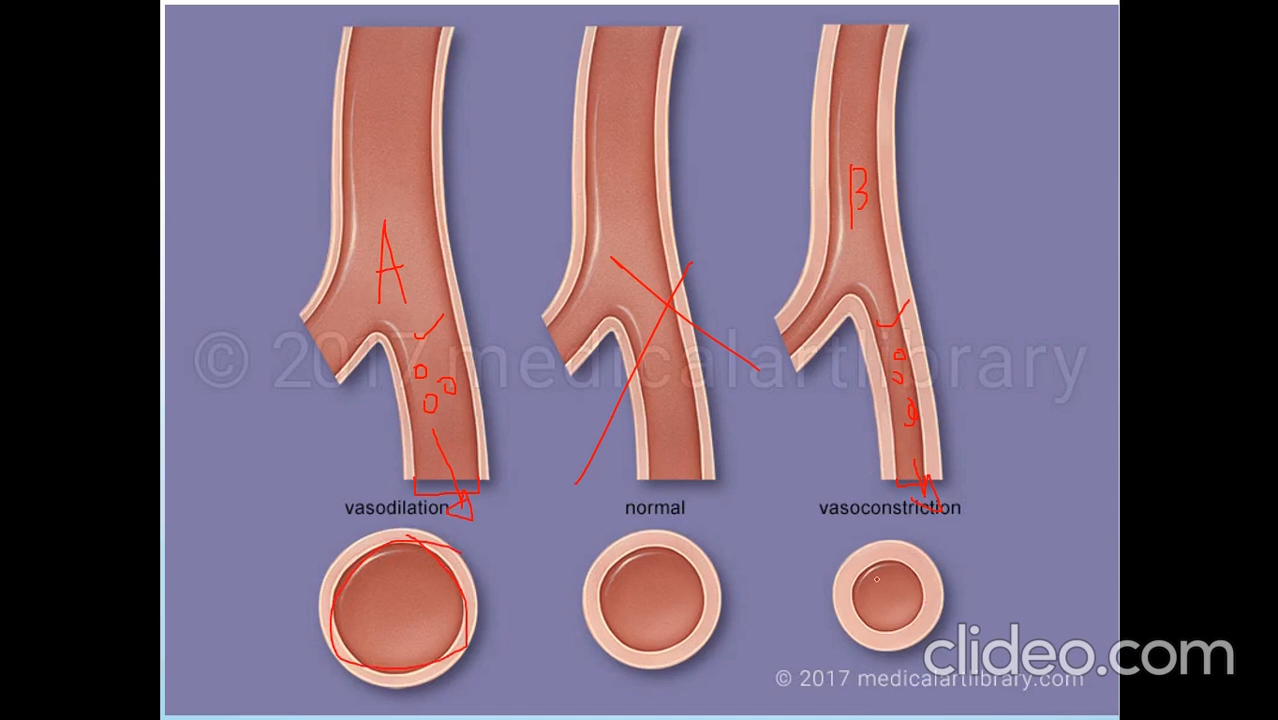 A
B
© 2017 medicalartlibrary
vasodilation
normal
vasoconstriction
clideo.com
© 2017 medicalartlibrary.com